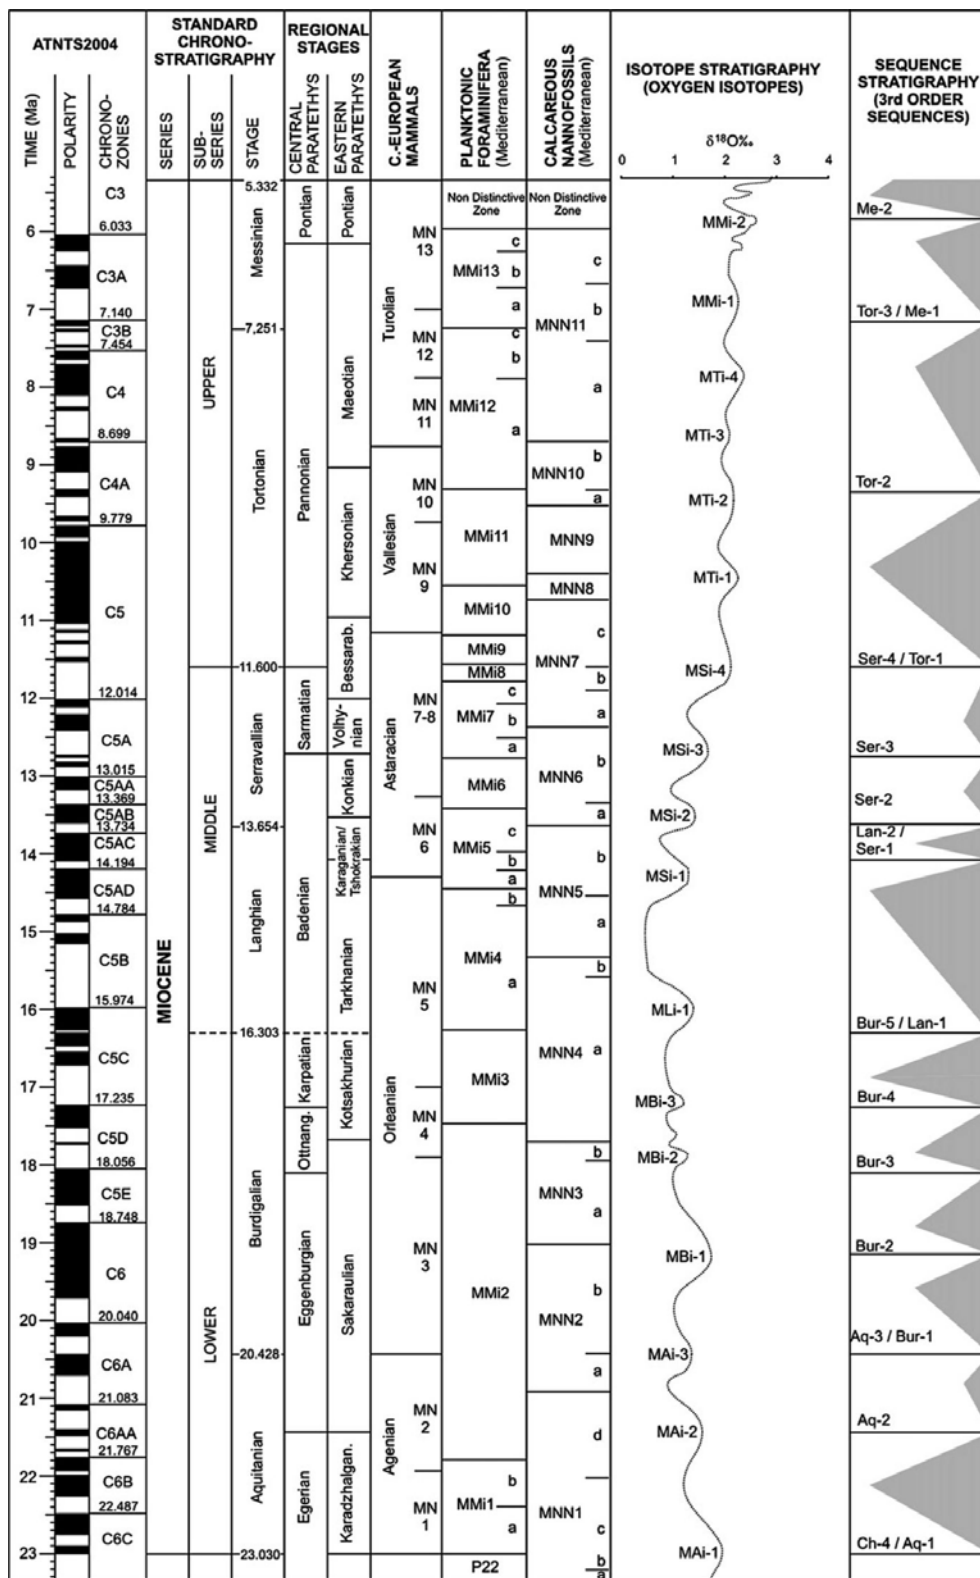 ATNTS2004
STANDARD
CHRONO-
STRATIGRAPHY
REGIONAL
STAGES
TIME (Ma)
POLARITY
CHRONO-
ZONES
SERIES
SUB-
SERIES
STAGE
CENTRAL
PARATETHYS
EASTERN
PARATETHYS
C.-EUROPEAN
MAMMALS
PLANKTONIC
FORAMINIFERA
(Mediterranean)
CALCAREOUS
NANNOFOSSILS
(Mediterranean)
ISOTOPE STRATIGRAPHY
(OXYGEN ISOTOPES)
δ18O‰
0 1 2 3 4
SEQUENCE
STRATIGRAPHY
(3rd ORDER
SEQUENCES)
6
7
8
9
10
11
12
13
14
15
16
17
18
19
20
21
22
23
C3
6.033
C3A
7.140
C3B
7.454
C4
8.699
C4A
9.779
C5
12.014
C5A
13.015
C5AA
13.369
C5AB
13.734
C5AC
14.194
C5AD
14.784
C5B
15.974
C5C
17.235
C5D
18.056
C5E
18.748
C6
20.040
C6A
21.083
C6AA
21.767
C6B
22.487
C6C
MIOCENE
UPPER
MIDDLE
LOWER
5.332
Messinian
7,251
Tortonian
11.600
Serravallian
13.654
Langhian
16.303
Burdigalian
20.428
Aquitanian
23.030
Pontian
Pannonian
Sarmatian
Badenian
Karpatian
Ottnang.
Eggenburgian
Egerian
Pontian
Maeotian
Khersonian
Bessarab.
Volhy-
nian
Konkian
Karaganian/
Tshokrakian
Tarkhanian
Kotsakhurian
Sakaraulian
Karadzhalgan.
Turolian
Vallesian
Astaracian
Orleanian
Agenian
MN
13
MN
12
MN
11
MN
10
MN
9
MN
7-8
MN
6
MN
5
MN
4
MN
3
MN
2
MN
1
Non Distinctive
Zone
MMi13
c
b
a
MMi12
c
b
a
MMi11
MMi10
MMi9
MMi8
MMi7
c
b
a
MMi6
MMi5
c
b
a
MMi4
b
a
MMi3
MMi2
MMi1
b
a
P22
Non Distinctive
Zone
MNN11
c
b
a
MNN10
b
a
MNN9
MNN8
MNN7
c
b
a
MNN6
b
a
MNN5
b
a
MNN4
b
a
MNN3
b
a
MNN2
b
a
MNN1
d
c
b
a
MMi-2
MMi-1
MTi-4
MTi-3
MTi-2
MTi-1
MSi-4
MSi-3
MSi-2
MSi-1
MLi-1
MBi-3
MBi-2
MBi-1
MAi-3
MAi-2
MAi-1
Me-2
Tor-3 / Me-1
Tor-2
Ser-4 / Tor-1
Ser-3
Ser-2
Lan-2 /
Ser-1
Bur-5 / Lan-1
Bur-4
Bur-3
Bur-2
Aq-3 / Bur-1
Aq-2
Ch-4 / Aq-1